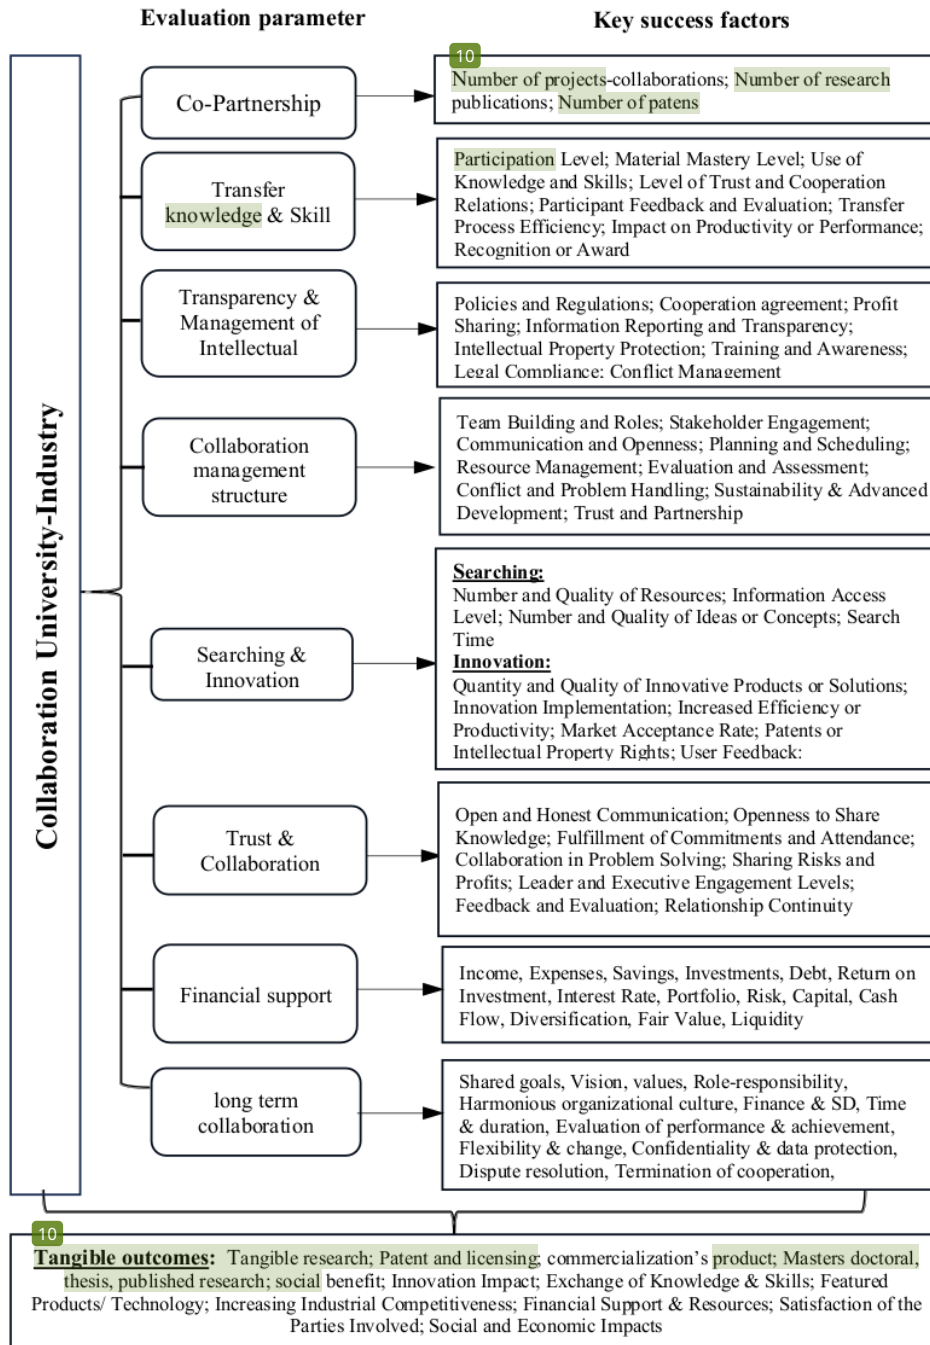 Evaluation parameter
Key success factors
Collaboration University-Industry
10
Co-Partnership
Number of projects-collaborations; Number of research
publications; Number of patens
Transfer
knowledge & Skill
Participation Level; Material Mastery Level; Use of
Knowledge and Skills; Level of Trust and Cooperation
Relations; Participant Feedback and Evaluation; Transfer
Process Efficiency; Impact on Productivity or Performance;
Recognition or Award
Transparency &
Management of
Intellectual
Policies and Regulations; Cooperation agreement; Profit
Sharing; Information Reporting and Transparency;
Intellectual Property Protection; Training and Awareness;
Legal Compliance; Conflict Management
Collaboration
management
structure
Team Building and Roles; Stakeholder Engagement;
Communication and Openness; Planning and Scheduling;
Resource Management; Evaluation and Assessment;
Conflict and Problem Handling; Sustainability & Advanced
Development; Trust and Partnership
Searching &
Innovation
Searching:
Number and Quality of Resources; Information Access
Level; Number and Quality of Ideas or Concepts; Search
Time
Innovation:
Quantity and Quality of Innovative Products or Solutions;
Innovation Implementation; Increased Efficiency or
Productivity; Market Acceptance Rate; Patents or
Intellectual Property Rights; User Feedback;
Trust &
Collaboration
Open and Honest Communication; Openness to Share
Knowledge; Fulfillment of Commitments and Attendance;
Collaboration in Problem Solving; Sharing Risks and
Profits; Leader and Executive Engagement Levels;
Feedback and Evaluation; Relationship Continuity
Financial support
Income, Expenses, Savings, Investments, Debt, Return on
Investment, Interest Rate, Portfolio, Risk, Capital, Cash
Flow, Diversification, Fair Value, Liquidity
long term
collaboration
Shared goals, Vision, values, Role-responsibility,
Harmonious organizational culture, Finance & SD, Time
& duration, Evaluation of performance & achievement,
Flexibility & change, Confidentiality & data protection,
Dispute resolution, Termination of cooperation,
10
Tangible outcomes: Tangible research; Patent and licensing; commercialization's product; Masters doctoral,
thesis, published research; social benefit; Innovation Impact; Exchange of Knowledge & Skills; Featured
Products/ Technology; Increasing Industrial Competitiveness; Financial Support & Resources; Satisfaction of the
Parties Involved; Social and Economic Impacts